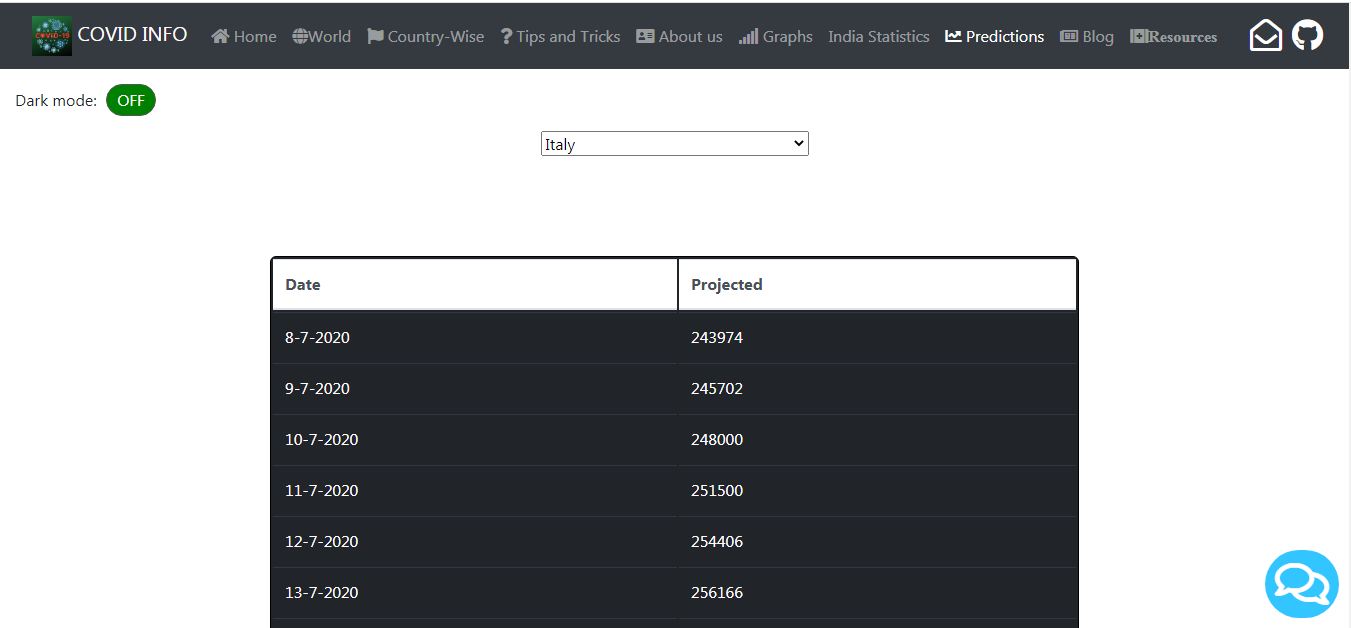 COVID-19 COVID INFO Home World Country-Wise Tips and Tricks About us Graphs India Statistics Predictions Blog Resources
Dark mode: OFF
Italy
Date Projected
8-7-2020 243974
9-7-2020 245702
10-7-2020 248000
11-7-2020 251500
12-7-2020 254406
13-7-2020 256166